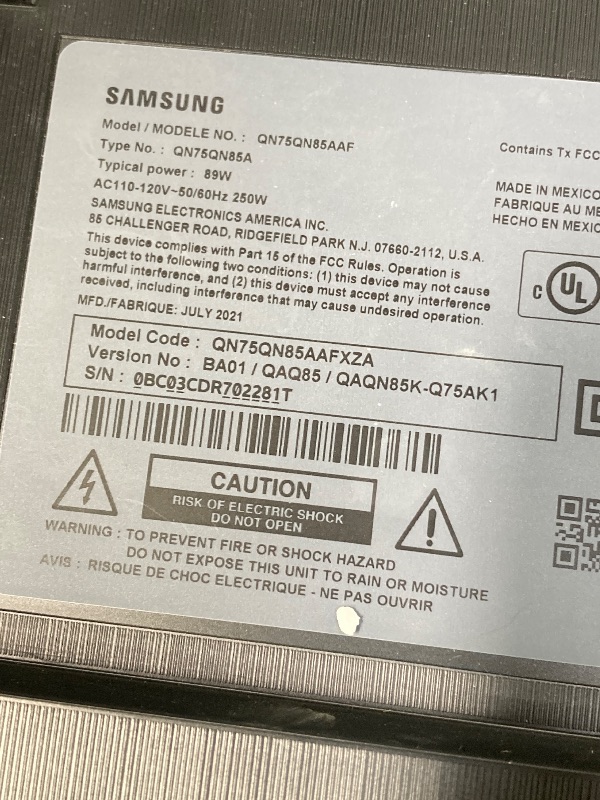 SAMSUNG
Model / MODELE NO. : QN75QN85AAF
Type No. : QN75QN85A
Typical power : 89W
AC110-120V~50/60Hz 250W
SAMSUNG ELECTRONICS AMERICA INC.
85 CHALLENGER ROAD, RIDGEFIELD PARK N.J. 07660-2112, U.S.A.
This device complies with Part 15 of the FCC Rules. Operation is
subject to the following two conditions: (1) this device may not cause
harmful interference, and (2) this device must accept any interference
received, including interference that may cause undesired operation.
MFD./FABRIQUE: JULY 2021
Contains Tx FCC
MADE IN MEXICO
FABRIQUE AU
HECHO EN
C UL
Model Code : QN75QN85AAFXZA
Version No : BA01 / QAQ85 / QAQN85K-Q75AK1
S/N : 0BC03CDR702281T
CAUTION
RISK OF ELECTRIC SHOCK
DO NOT OPEN
WARNING : TO PREVENT FIRE OR SHOCK HAZARD
DO NOT EXPOSE THIS UNIT TO RAIN OR MOISTURE
AVIS : RISQUE DE CHOC ELECTRIQUE - NE PAS OUVRIR